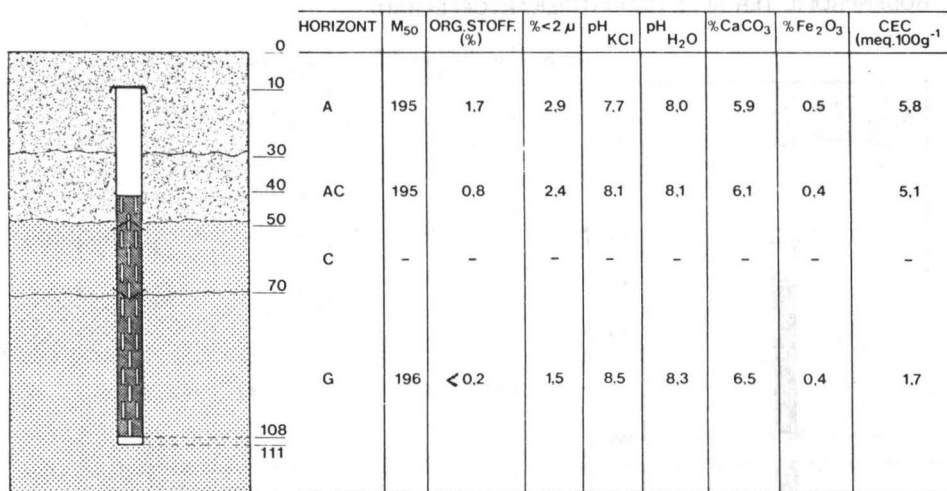 HORIZONT M50 ORG.STOFF. (%) %<2 µ pH KCl pH H2O %CaCO3 %Fe2O3 CEC (meq.100g-1
0
10
A 195 1,7 2,9 7.7 8,0 5,9 0.5 5,8
30
40
AC 195 0,8 2,4 8.1 8,1 6,1 0,4 5,1
50
C – – – – – – – –
70
G 196 <0,2 1,5 8.5 8,3 6.5 0.4 1,7
108
111